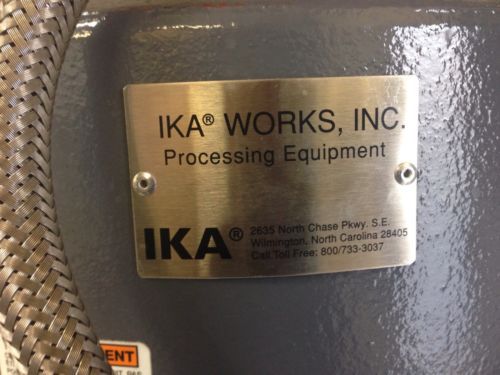 IKA® WORKS, INC.
Processing Equipment
IKA®
2635 North Chase Pkwy. S.E.
Wilmington, North Carolina 28405
Call Toll Free: 800/733-3037